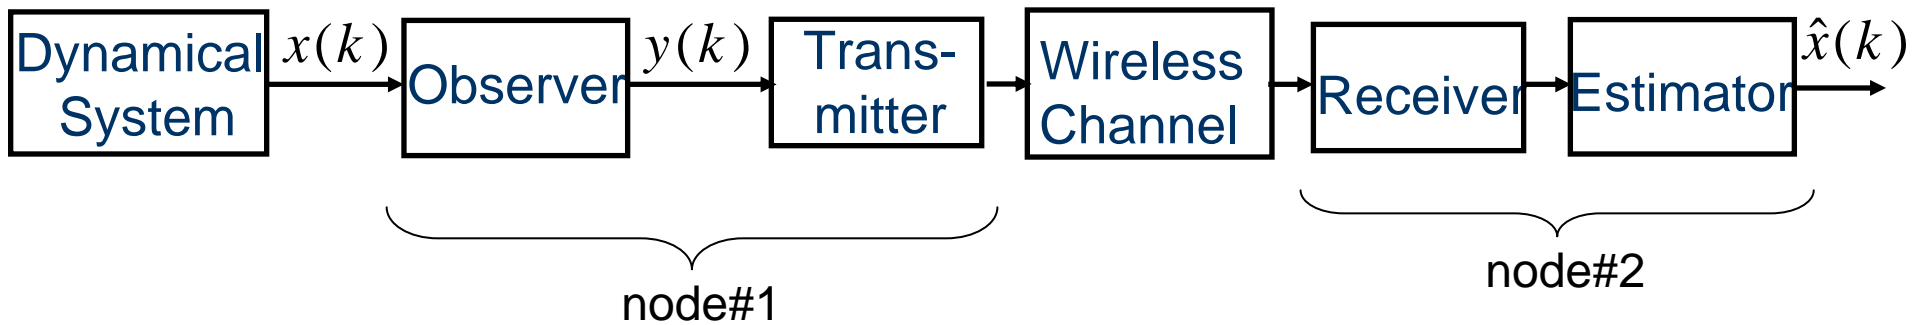 Dynamical
System
x(k)
Observer
y(k)
Trans-
mitter
Wireless
Channel
Receiver
Estimator
x̂(k)
node#1
node#2